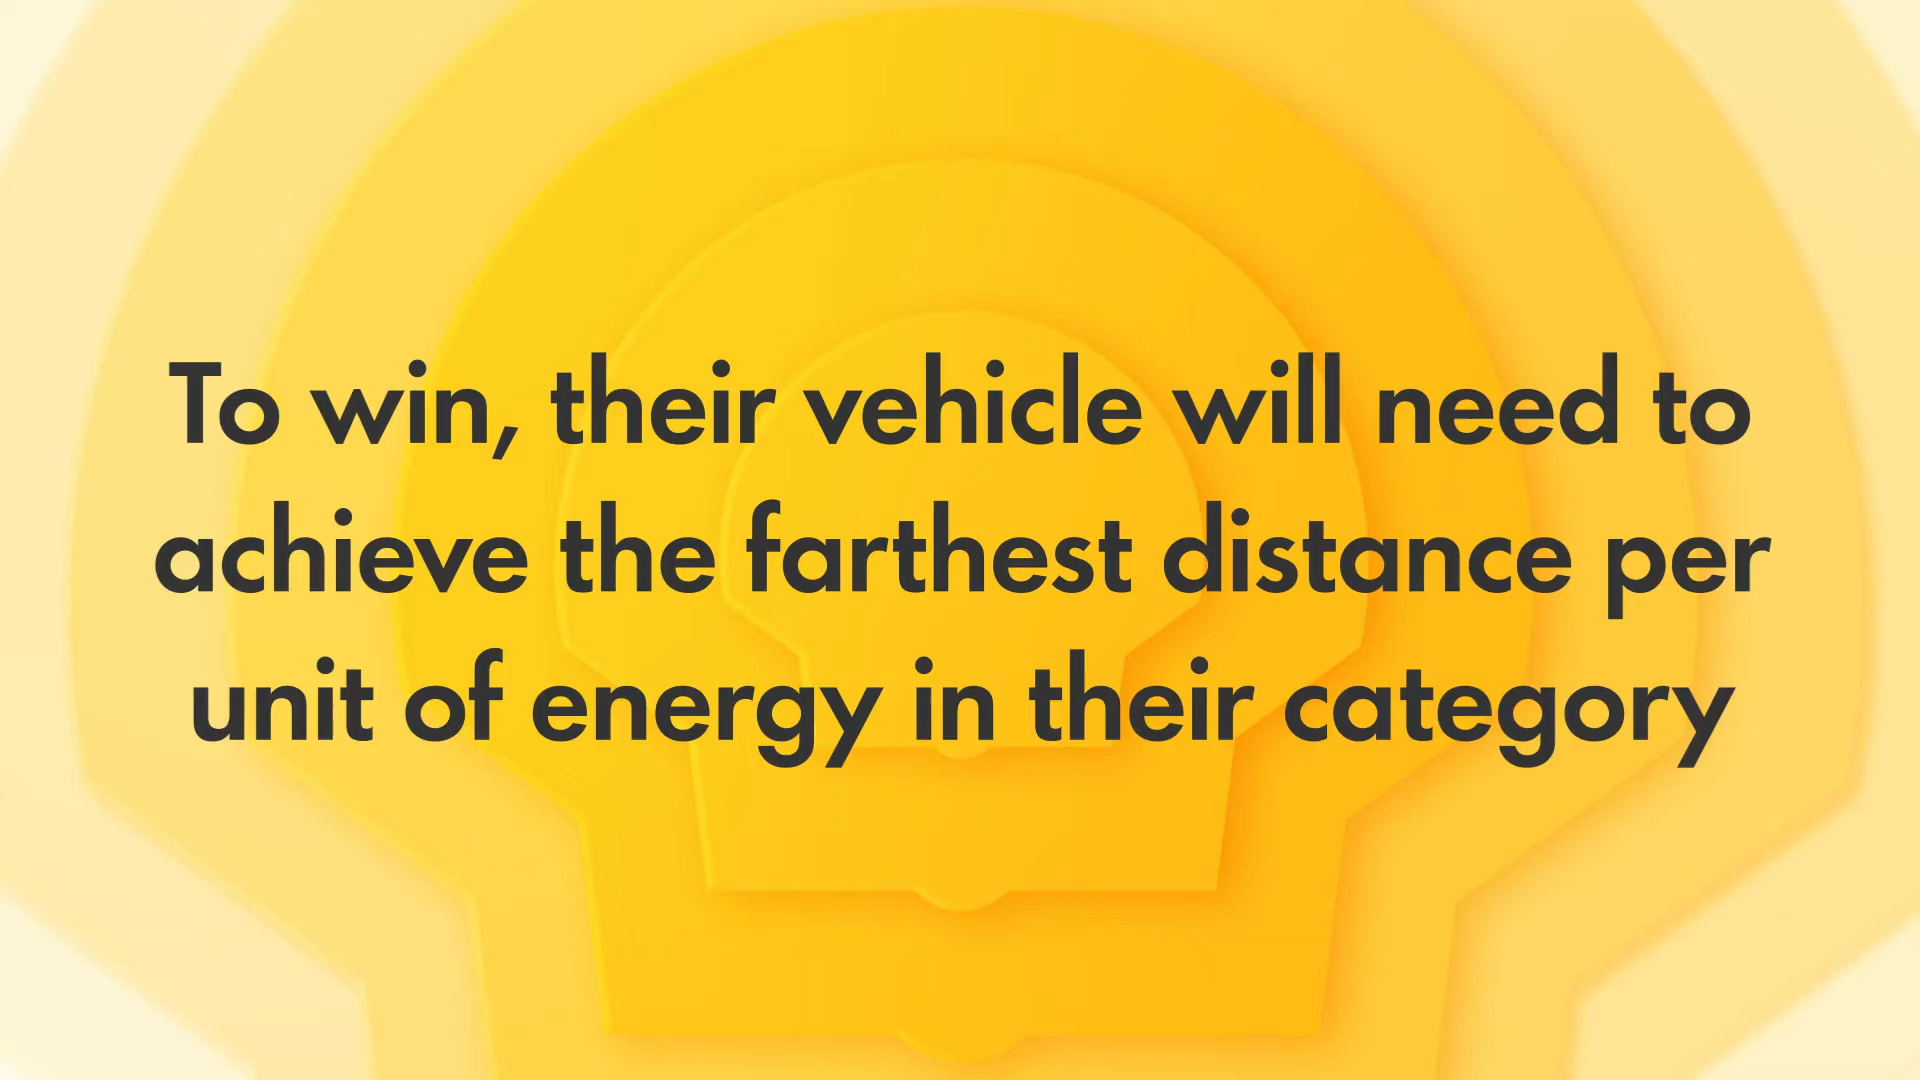 To win, their vehicle will need to
achieve the farthest distance per
unit of energy in their category